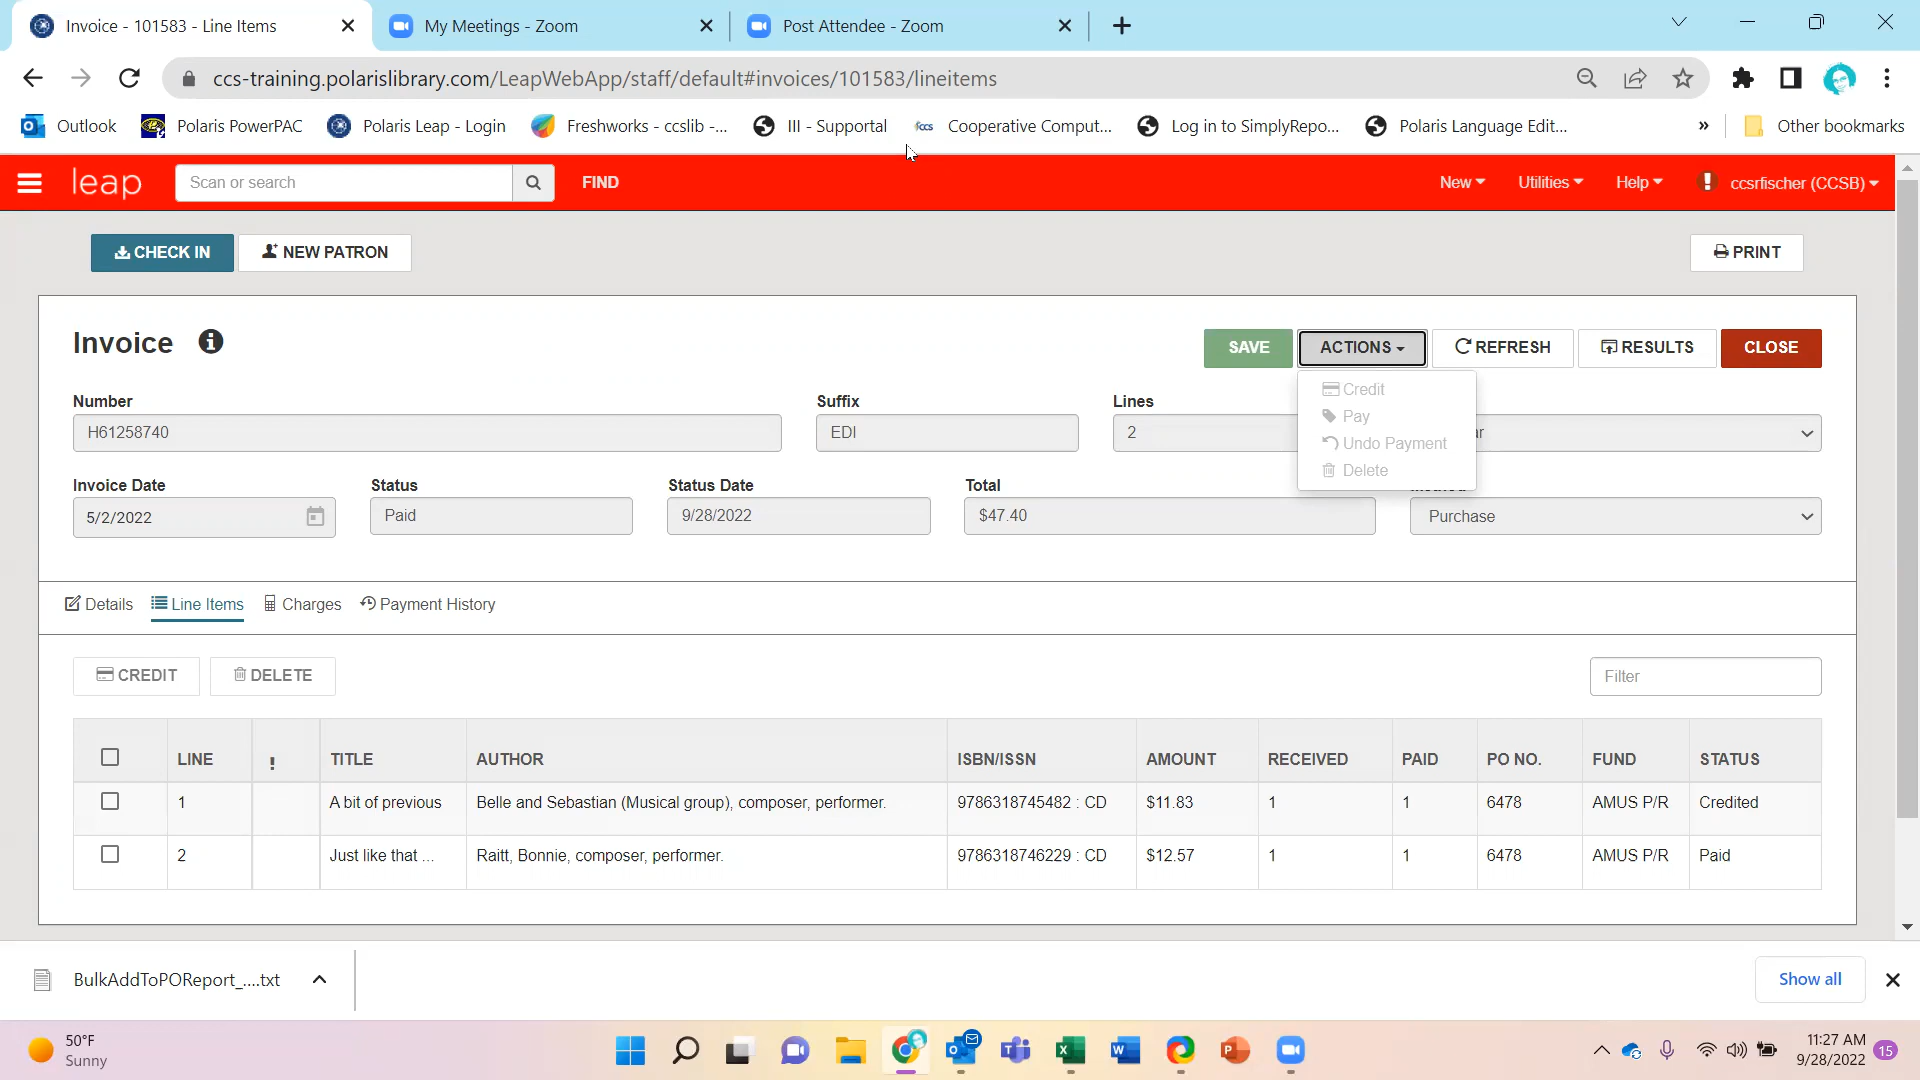 Invoice - 101583 - Line Items
My Meetings - Zoom
Post Attendee - Zoom
ccs-training.polarislibrary.com/LeapWebApp/staff/default#invoices/101583/lineitems
Outlook
Polaris PowerPAC
Polaris Leap - Login
Freshworks - ccslib -...
III - Supportal
ccs
Cooperative Comput...
Log in to SimplyRepo...
Polaris Language Edit...
»
Other bookmarks
leap
Scan or search
FIND
New
Utilities
Help
ccsrfischer (CCSB)
CHECK IN
NEW PATRON
PRINT
Invoice
SAVE
ACTIONS
REFRESH
RESULTS
CLOSE
Credit
Pay
Undo Payment
Delete
Number
Suffix
Lines
H61258740
EDI
2
ar
Invoice Date
Status
Status Date
Total
5/2/2022
Paid
9/28/2022
$47.40
Purchase
Details
Line Items
Charges
Payment History
CREDIT
DELETE
Filter
LINE ! TITLE AUTHOR ISBN/ISSN AMOUNT RECEIVED PAID PO NO. FUND STATUS
1 A bit of previous Belle and Sebastian (Musical group), composer, performer. 9786318745482 : CD $11.83 1 1 6478 AMUS P/R Credited
2 Just like that ... Raitt, Bonnie, composer, performer. 9786318746229 : CD $12.57 1 1 6478 AMUS P/R Paid
BulkAddToPOReport_....txt
Show all
50°F
Sunny
11:27 AM
9/28/2022
15